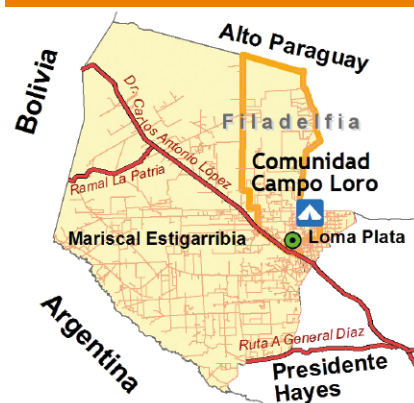 Alto Paraguay
Bolivia
Dr. Carlos Antonio López
Filadelfia
Comunidad
Campo Loro
Ramal La Patria
Mariscal Estigarribia
Loma Plata
Argentina
Ruta A General Díaz
Presidente
Hayes